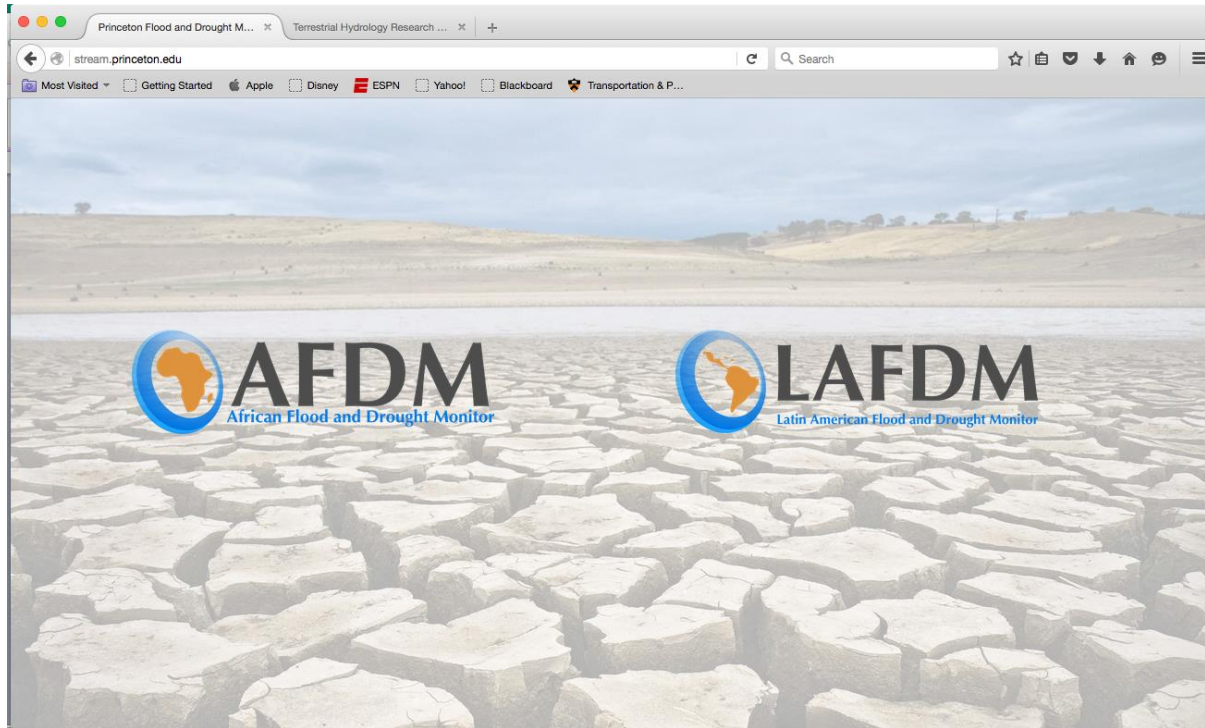 Princeton Flood and Drought M... Terrestrial Hydrology Research ...
stream.princeton.edu Search
Most Visited Getting Started Apple Disney ESPN Yahoo! Blackboard Transportation & P...
AFDM
African Flood and Drought Monitor
LAFDM
Latin American Flood and Drought Monitor